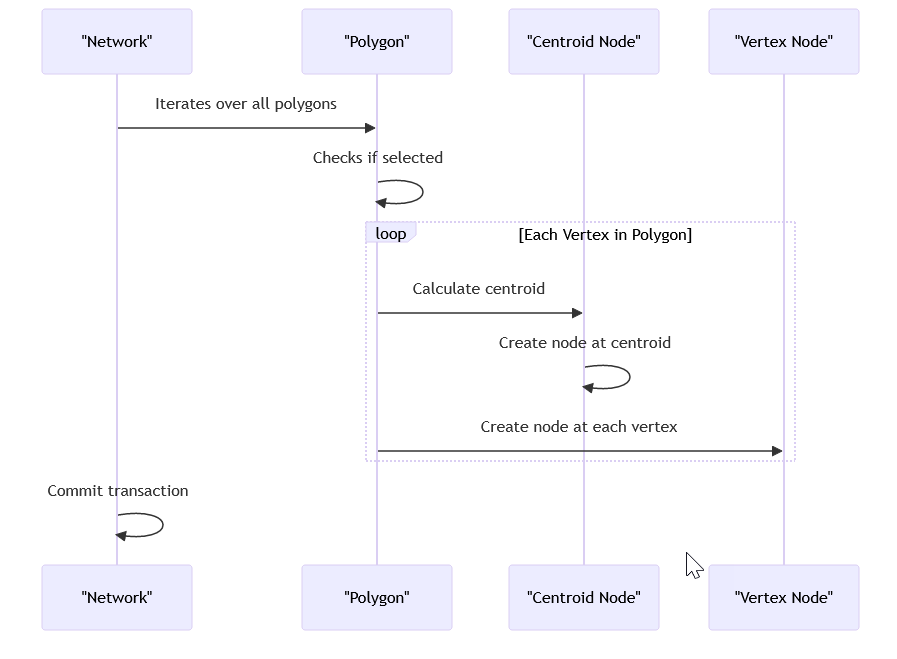 "Network" "Polygon" "Centroid Node" "Vertex Node"
Iterates over all polygons
Checks if selected
loop [Each Vertex in Polygon]
Calculate centroid
Create node at centroid
Create node at each vertex
Commit transaction
"Network" "Polygon" "Centroid Node" "Vertex Node"